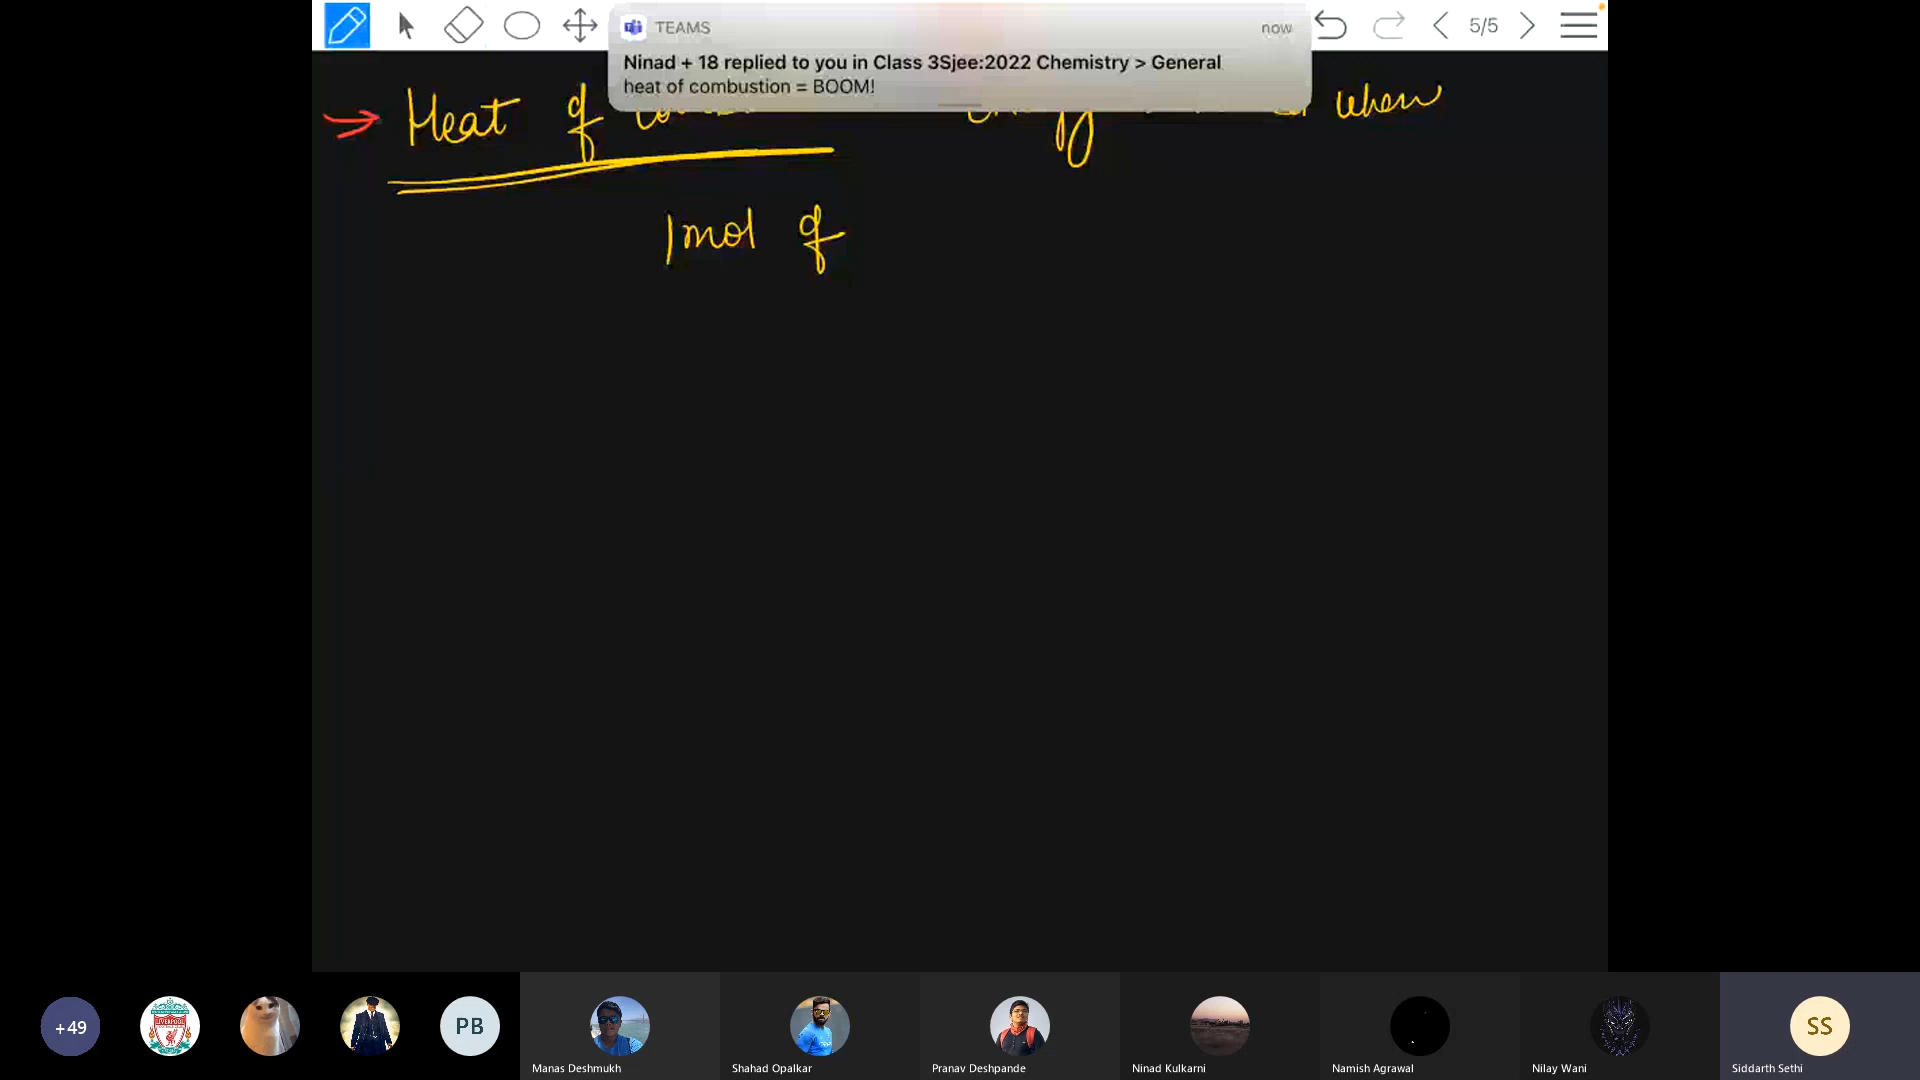 5/5
TEAMS
now
Ninad + 18 replied to you in Class 3Sjee:2022 Chemistry > General
heat of combustion = BOOM!
→ Heat of when
1mol of
+49
LIVERPOOL
PB
SS
Manas Deshmukh
Shahad Opalkar
Pranav Deshpande
Ninad Kulkarni
Namish Agrawal
Nilay Wani
Siddarth Sethi